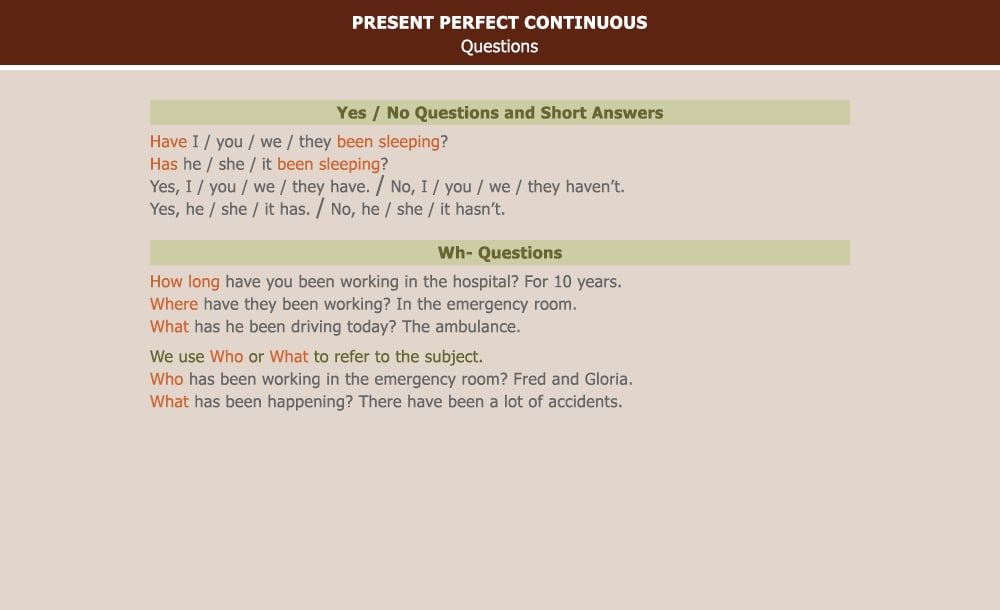 PRESENT PERFECT CONTINUOUS
Questions
Yes / No Questions and Short Answers
Have I / you / we / they been sleeping?
Has he / she / it been sleeping?
Yes, I / you / we / they have. / No, I / you / we / they haven’t.
Yes, he / she / it has. / No, he / she / it hasn’t.
Wh- Questions
How long have you been working in the hospital? For 10 years.
Where have they been working? In the emergency room.
What has he been driving today? The ambulance.
We use Who or What to refer to the subject.
Who has been working in the emergency room? Fred and Gloria.
What has been happening? There have been a lot of accidents.